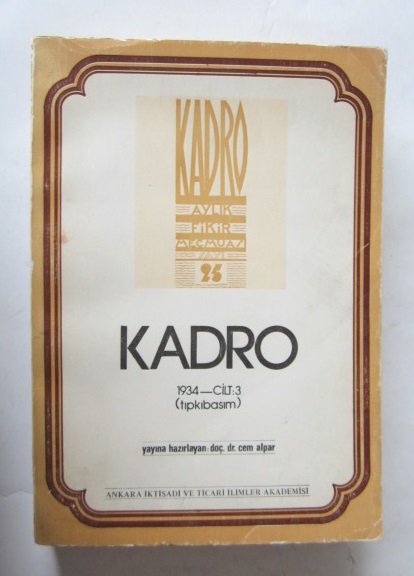 KADRO
AYLIK
FİKİR
MECMUASI
25
KADRO
1934—CİLT:3
(tıpkıbasım)
yayına hazırlayan: doç. dr. cem alpar
ANKARA İKTİSADİ VE TİCARİ İLİMLER AKADEMİSİ